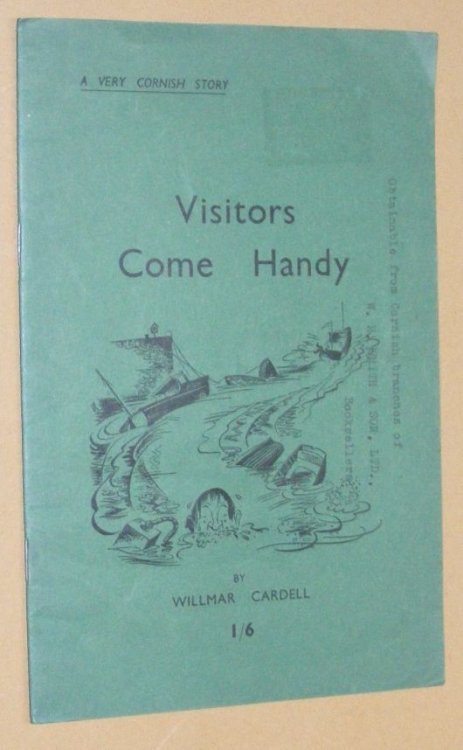 A VERY CORNISH STORY
Visitors
Come Handy
BY
WILLMAR CARDELL
1/6
Obtainable from Cornish branches of
W. H. SMITH & SON, LTD.,
Booksellers